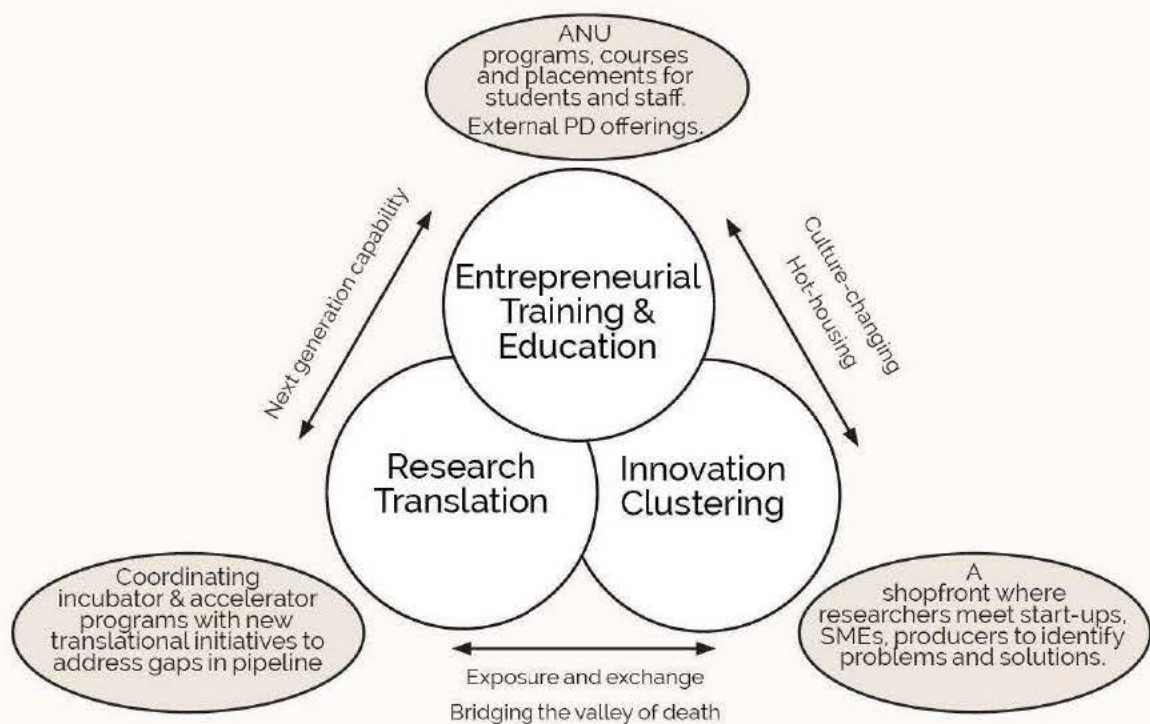 ANU
programs, courses
and placements for
students and staff.
External PD offerings.
Next generation capability
Culture-changing
Hot-housing
Entrepreneurial
Training &
Education
Research
Translation
Innovation
Clustering
Coordinating
incubator & accelerator
programs with new
translational initiatives to
address gaps in pipeline
A
shopfront where
researchers meet start-ups,
SMEs, producers to identify
problems and solutions.
Exposure and exchange
Bridging the valley of death